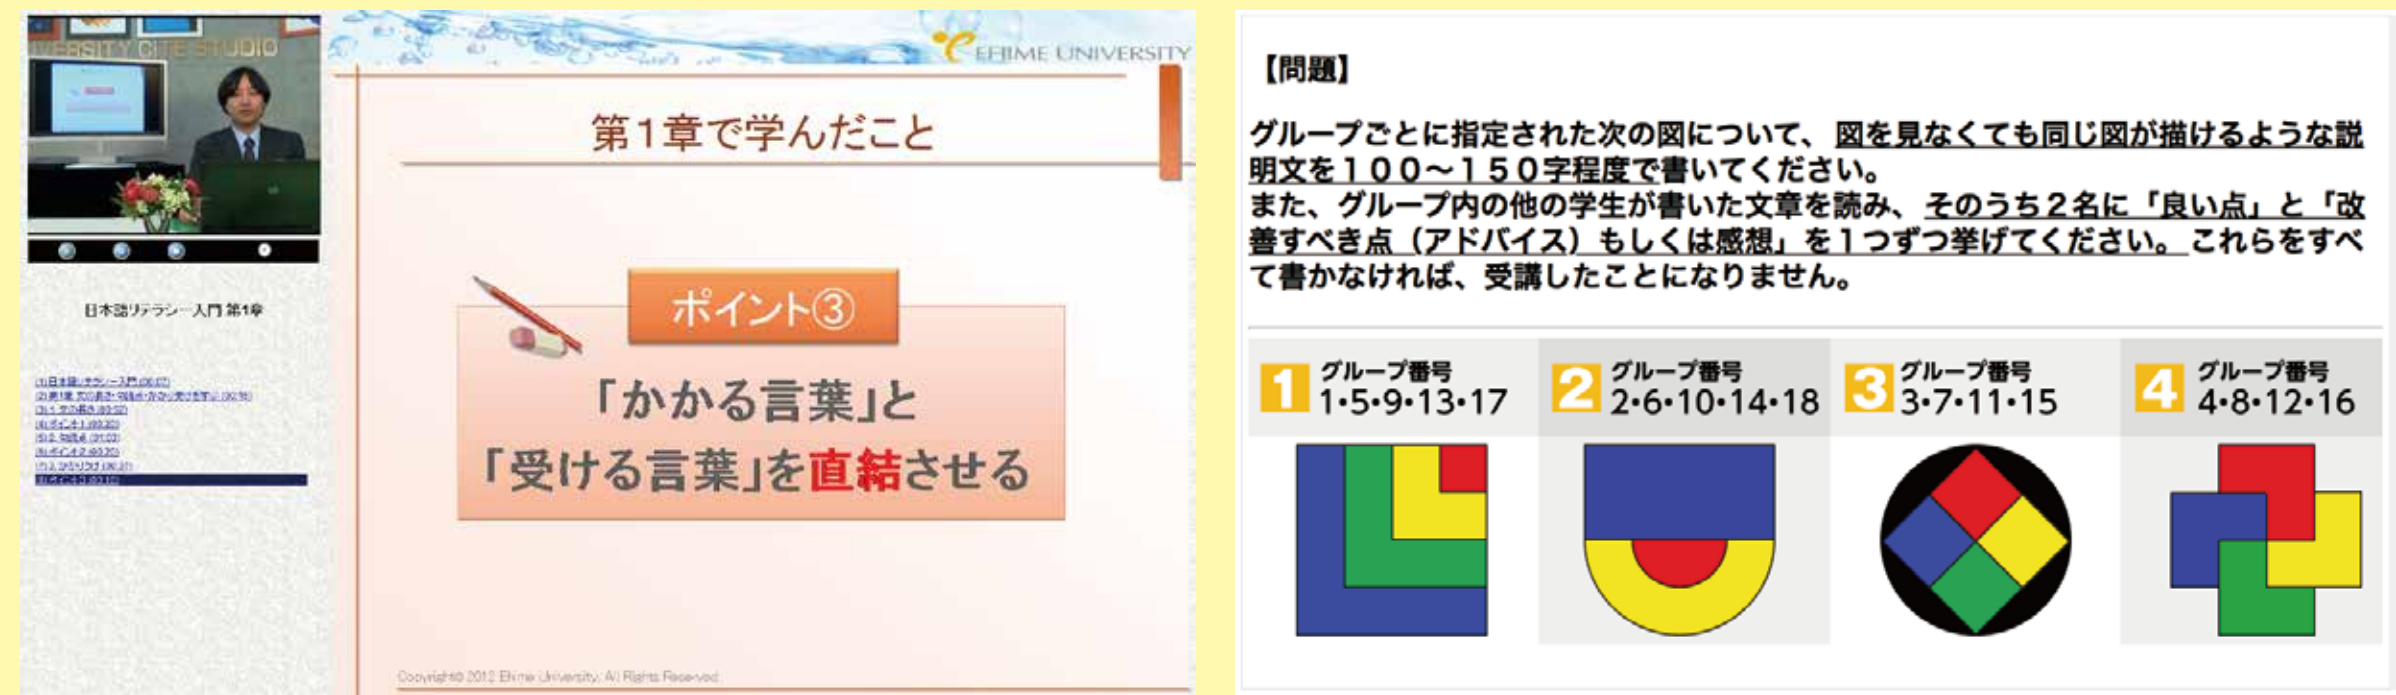 EHIME UNIVERSITY
第1章で学んだこと
ポイント③
「かかる言葉」と
「受ける言葉」を直結させる
日本語リテラシー入門 第1章
Copyright© 2012 Ehime University. All Rights Reserved.
【問題】
グループごとに指定された次の図について、図を見なくても同じ図が描けるような説
明文を１００〜１５０字程度で書いてください。
また、グループ内の他の学生が書いた文章を読み、そのうち２名に「良い点」と「改
善すべき点（アドバイス）もしくは感想」を１つずつ挙げてください。これらをすべ
て書かなければ、受講したことになりません。
1 グループ番号
1・5・9・13・17
2 グループ番号
2・6・10・14・18
3 グループ番号
3・7・11・15
4 グループ番号
4・8・12・16